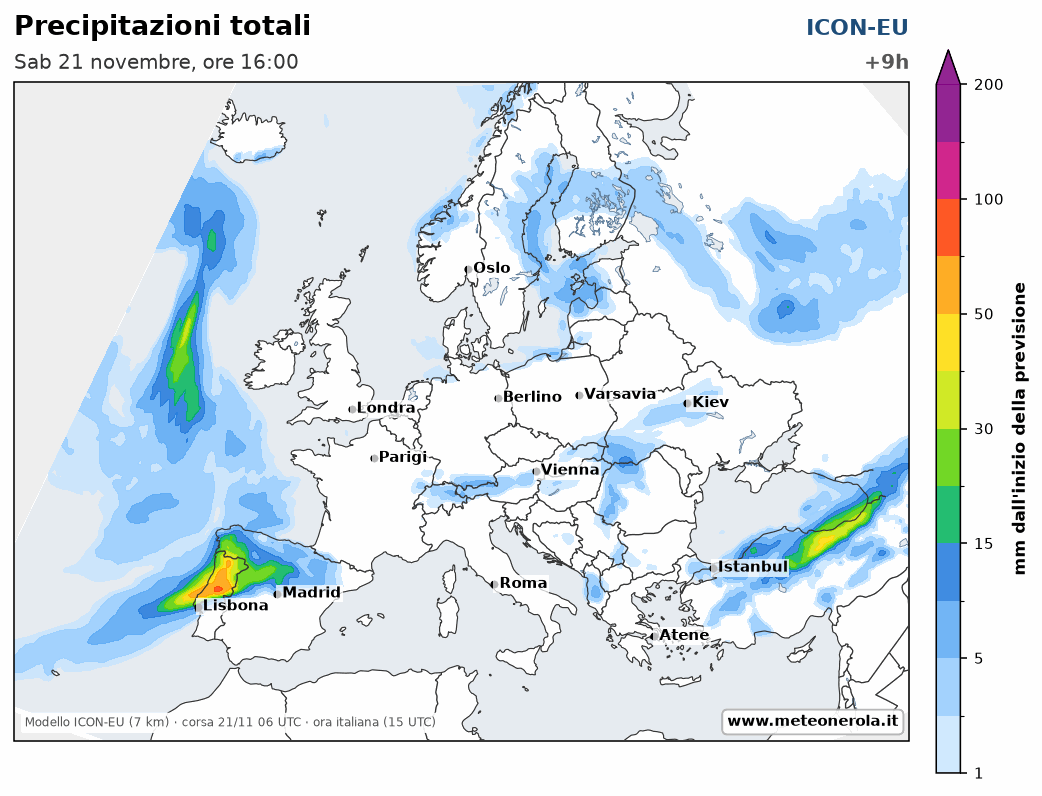 Precipitazioni totali
ICON-EU
Sab 21 novembre, ore 16:00
+9h
200
100
50
30
15
5
1
mm dall'inizio della previsione
Oslo
Londra
Berlino
Varsavia
Kiev
Parigi
Vienna
Istanbul
Roma
Madrid
Lisbona
Atene
Modello ICON-EU (7 km) · corsa 21/11 06 UTC · ora italiana (15 UTC)
www.meteonerola.it